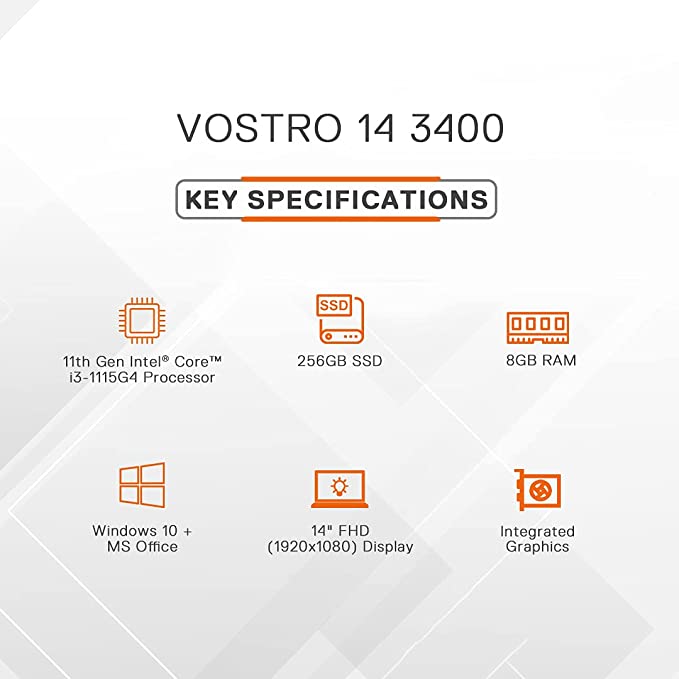 VOSTRO 14 3400
KEY SPECIFICATIONS
11th Gen Intel® Core™
i3-1115G4 Processor
SSD
256GB SSD
8GB RAM
Windows 10 +
MS Office
14" FHD
(1920x1080) Display
Integrated
Graphics